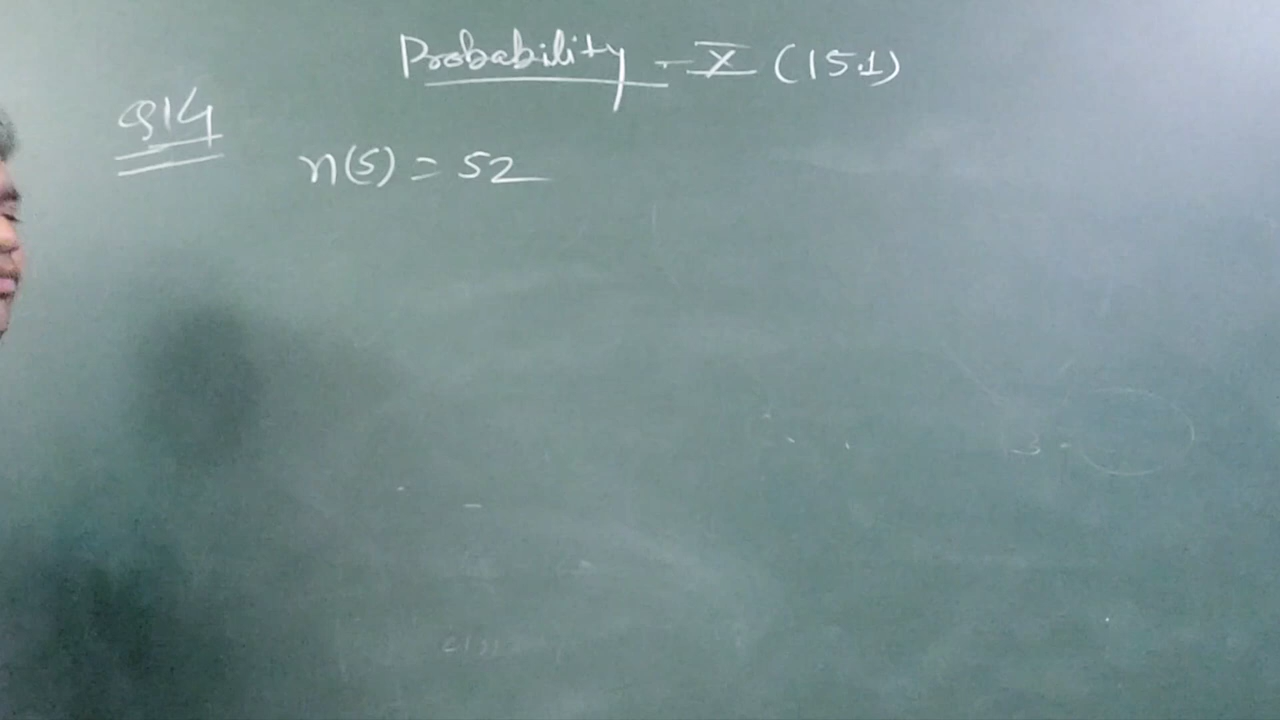 Probability - X (15.1)
Q14
n(S) = 52